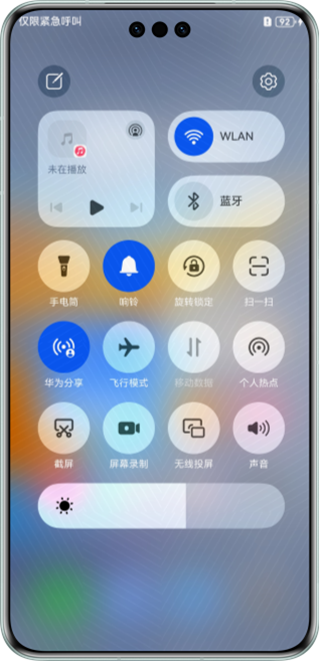 仅限紧急呼叫
92
WLAN
未在播放
蓝牙
手电筒
响铃
旋转锁定
扫一扫
华为分享
飞行模式
移动数据
个人热点
截屏
屏幕录制
无线投屏
声音